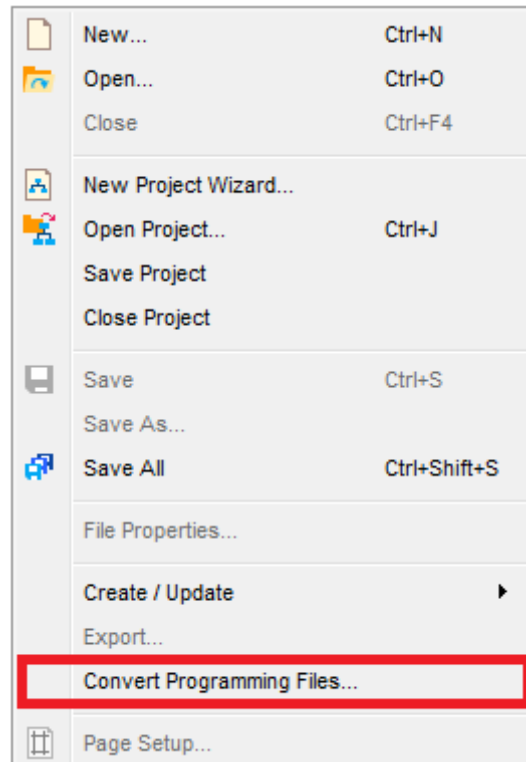 New... Ctrl+N
Open... Ctrl+O
Close Ctrl+F4
New Project Wizard...
Open Project... Ctrl+J
Save Project
Close Project
Save Ctrl+S
Save As...
Save All Ctrl+Shift+S
File Properties...
Create / Update
Export...
Convert Programming Files...
Page Setup...